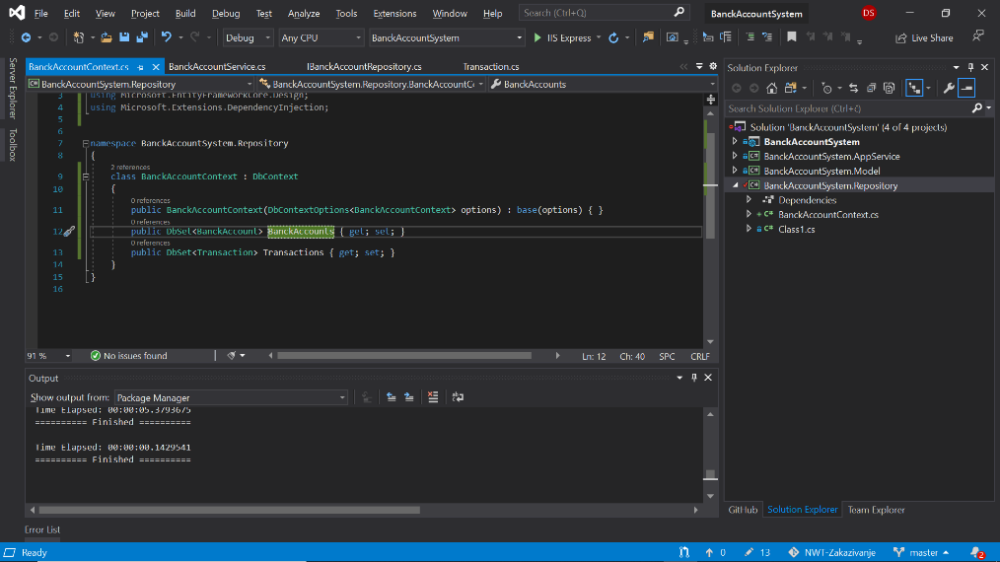 File Edit View Project Build Debug Test Analyze Tools Extensions Window Help Search (Ctrl+Q) BanckAccountSystem DS
Debug Any CPU BanckAccountSystem IIS Express Live Share
Server Explorer
Toolbox
BanckAccountContext.cs BanckAccountService.cs IBanckAccountRepository.cs Transaction.cs
BanckAccountSystem.Repository BanckAccountSystem.Repository.BanckAccountCo BanckAccounts
3 using Microsoft.EntityFrameworkCore.Design;
4 using Microsoft.Extensions.DependencyInjection;
5
6
7 namespace BanckAccountSystem.Repository
8 {
2 references
9 class BanckAccountContext : DbContext
10 {
0 references
11 public BanckAccountContext(DbContextOptions<BanckAccountContext> options) : base(options) { }
0 references
12 public DbSet<BanckAccount> BanckAccounts { get; set; }
0 references
13 public DbSet<Transaction> Transactions { get; set; }
14 }
15 }
16
91 % No issues found Ln: 12 Ch: 40 SPC CRLF
Output
Show output from: Package Manager
Time Elapsed: 00:00:05.3793675
========== Finished ==========
Time Elapsed: 00:00:00.1429541
========== Finished ==========
Error List
Solution Explorer
Search Solution Explorer (Ctrl+č)
Solution 'BanckAccountSystem' (4 of 4 projects)
BanckAccountSystem
BanckAccountSystem.AppService
BanckAccountSystem.Model
BanckAccountSystem.Repository
Dependencies
BanckAccountContext.cs
Class1.cs
GitHub Solution Explorer Team Explorer
Ready 0 13 NWT-Zakazivanje master 2